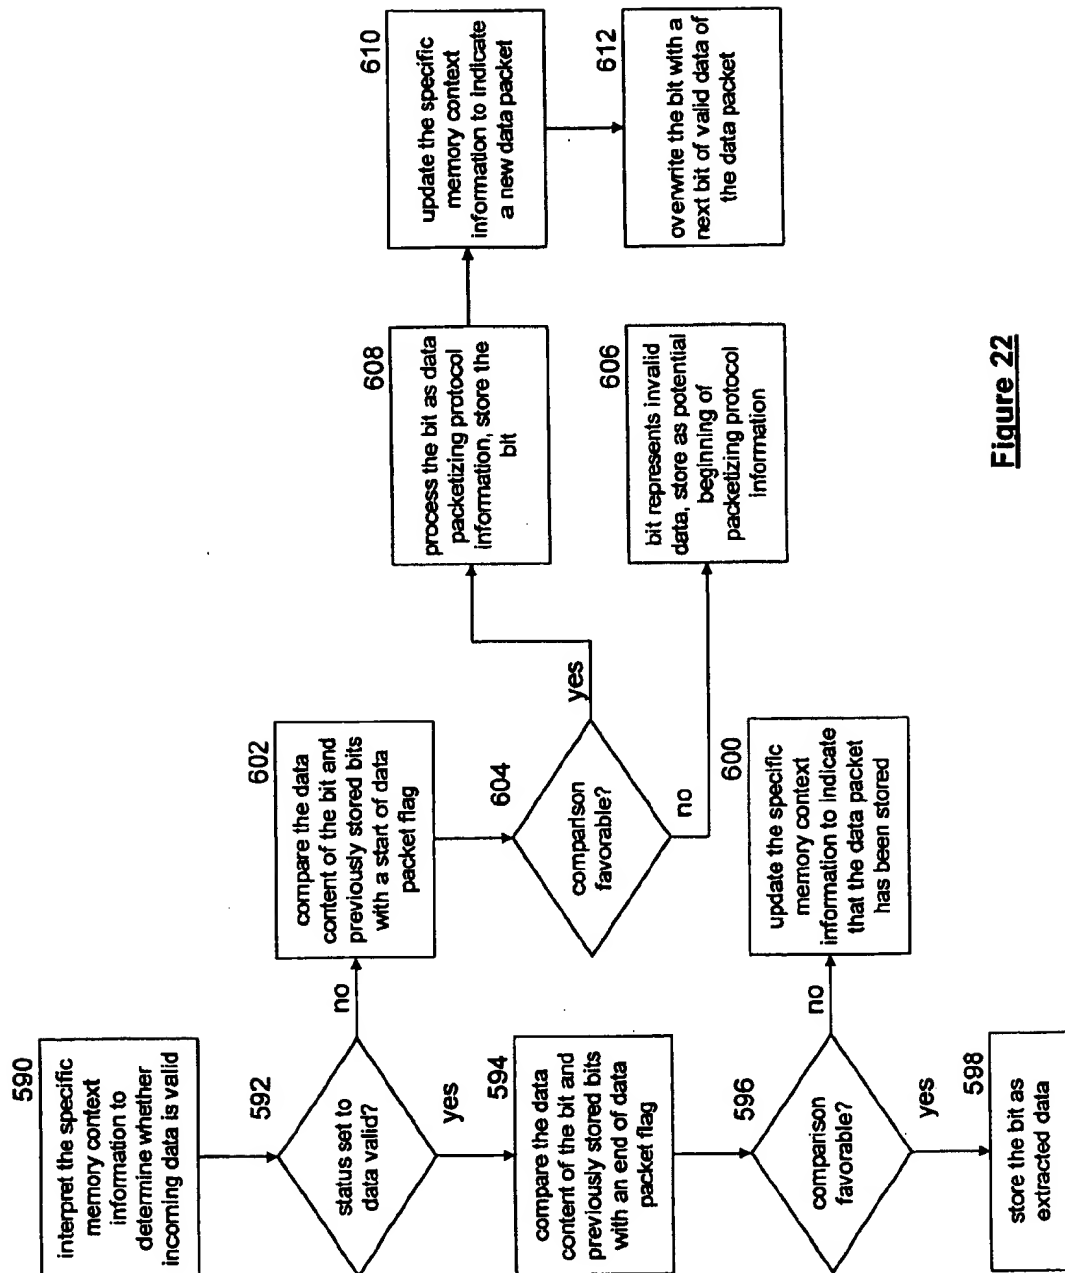 590
interpret the specific
memory context
information to
determine whether
incoming data is valid
592
status set to
data valid?
no
yes
602
compare the data
content of the bit and
previously stored bits
with a start of data
packet flag
604
comparison
favorable?
yes
no
608
process the bit as data
packetizing protocol
information, store the
bit
610
update the specific
memory context
information to indicate
a new data packet
612
overwrite the bit with a
next bit of valid data of
the data packet
606
bit represents invalid
data, store as potential
beginning of
packetizing protocol
information
594
compare the data
content of the bit and
previously stored bits
with an end of data
packet flag
596
comparison
favorable?
no
yes
600
update the specific
memory context
information to indicate
that the data packet
has been stored
598
store the bit as
extracted data
Figure 22